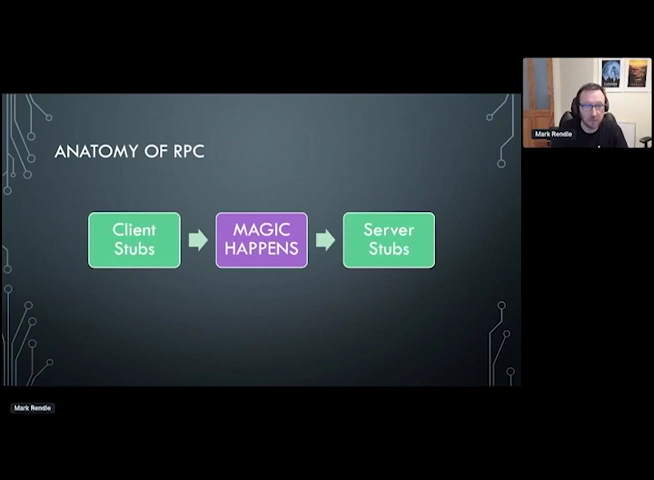 Mark Rendle
ANATOMY OF RPC
Client
Stubs
MAGIC
HAPPENS
Server
Stubs
Mark Rendle